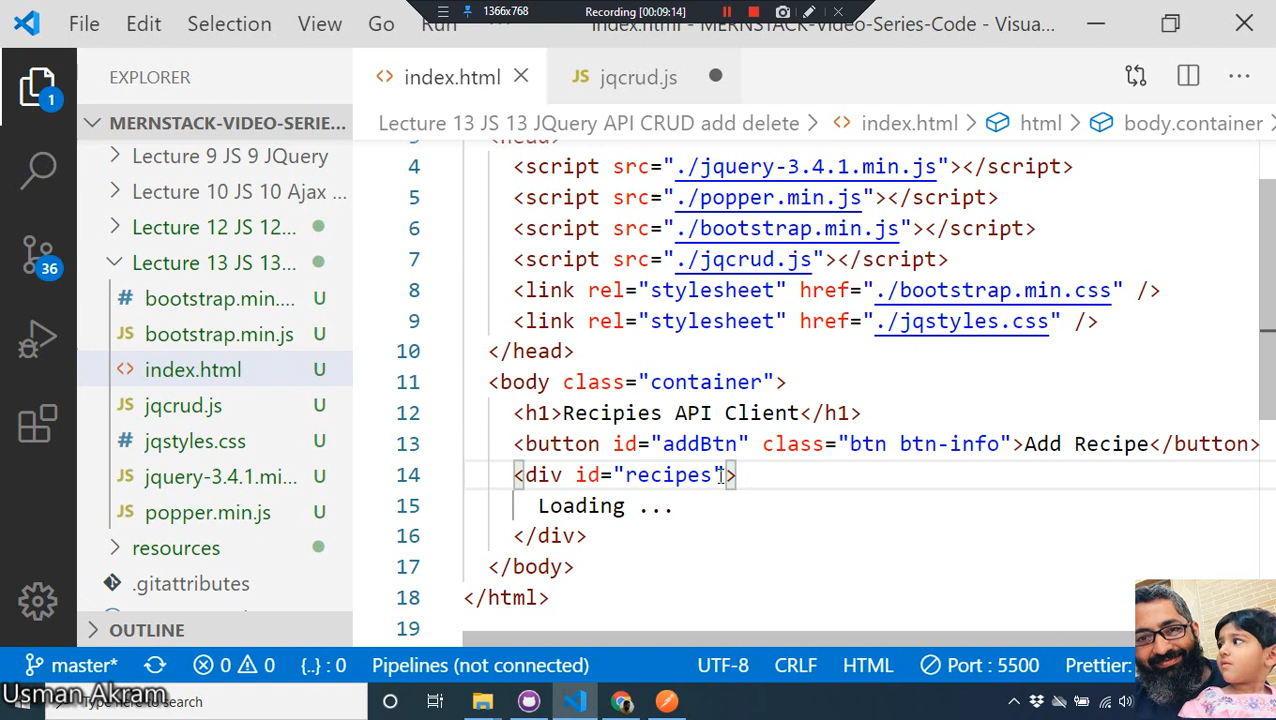 1366x768
Recording [00:09:14]
File Edit Selection View Go Run
index.html - MERNSTACK-Video-Series-Code - Visua...
EXPLORER
MERNSTACK-VIDEO-SERIE...
Lecture 9 JS 9 JQuery
Lecture 10 JS 10 Ajax ...
Lecture 12 JS 12...
Lecture 13 JS 13...
# bootstrap.min.... U
JS bootstrap.min.js U
<> index.html U
JS jqcrud.js U
# jqstyles.css U
JS jquery-3.4.1.mi... U
JS popper.min.js U
resources
.gitattributes
OUTLINE
1
36
<> index.html
JS jqcrud.js
Lecture 13 JS 13 JQuery API CRUD add delete > <> index.html > html > body.container >
4 <script src="./jquery-3.4.1.min.js"></script>
5 <script src="./popper.min.js"></script>
6 <script src="./bootstrap.min.js"></script>
7 <script src="./jqcrud.js"></script>
8 <link rel="stylesheet" href="./bootstrap.min.css" />
9 <link rel="stylesheet" href="./jqstyles.css" />
10 </head>
11 <body class="container">
12 <h1>Recipies API Client</h1>
13 <button id="addBtn" class="btn btn-info">Add Recipe</button>
14 <div id="recipes">
15 Loading ...
16 </div>
17 </body>
18 </html>
19
master* 0 0 {..} : 0 Pipelines (not connected) UTF-8 CRLF HTML Port : 5500 Prettier:
Usman Akram
Type here to search